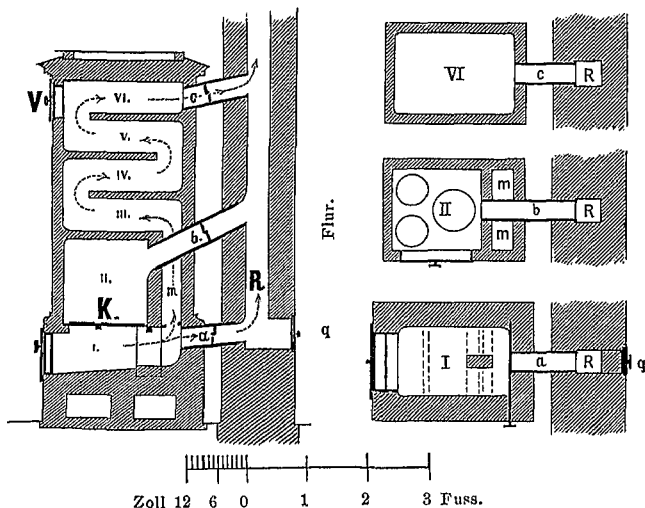 V
VI.
c
V.
IV.
III.
b.
II.
m
K
R
I.
a
q
Flur.
VI
c
R
II
m
m
b
R
I
a
R
q
Zoll 12 6 0 1 2 3 Fuss.